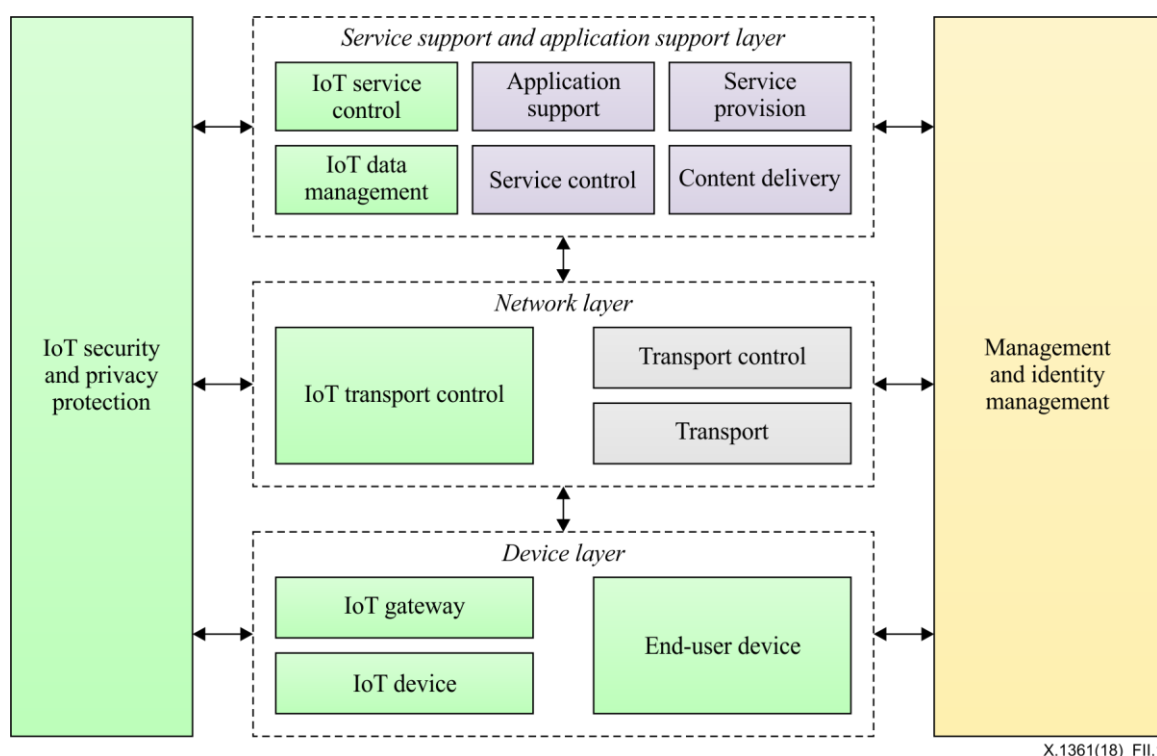 Service support and application support layer
IoT service
control
Application
support
Service
provision
IoT data
management
Service control
Content delivery
Network layer
IoT security
and privacy
protection
IoT transport control
Transport control
Transport
Management
and identity
management
Device layer
IoT gateway
IoT device
End-user device
X.1361(18)_FII.